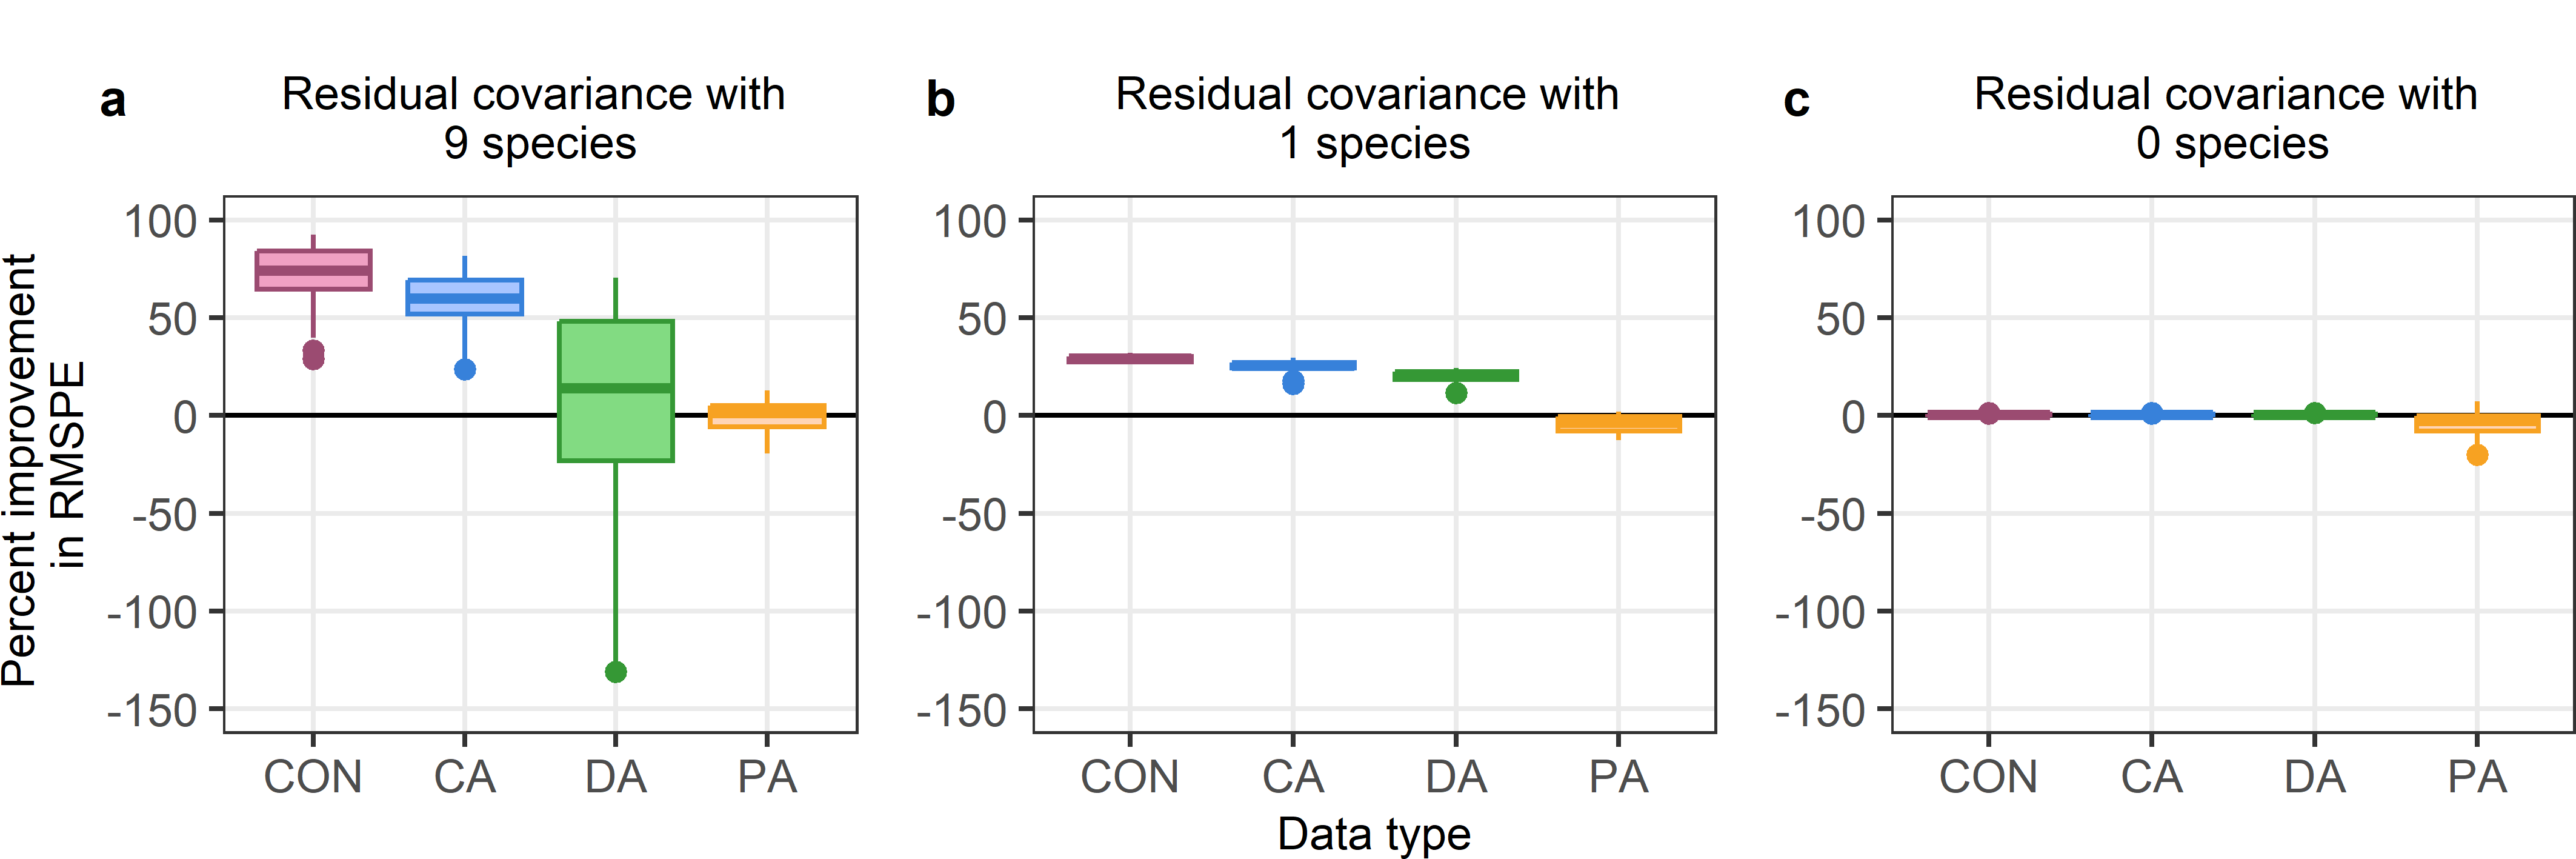 a
Residual covariance with
9 species
b
Residual covariance with
1 species
c
Residual covariance with
0 species
Percent improvement
in RMSPE
100
50
0
-50
-100
-150
CON CA DA PA
100
50
0
-50
-100
-150
CON CA DA PA
100
50
0
-50
-100
-150
CON CA DA PA
Data type